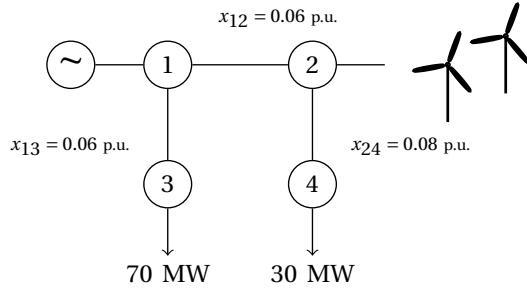 x12 = 0.06 p.u.
~ 1 2
x13 = 0.06 p.u. x24 = 0.08 p.u.
3 4
70 MW 30 MW